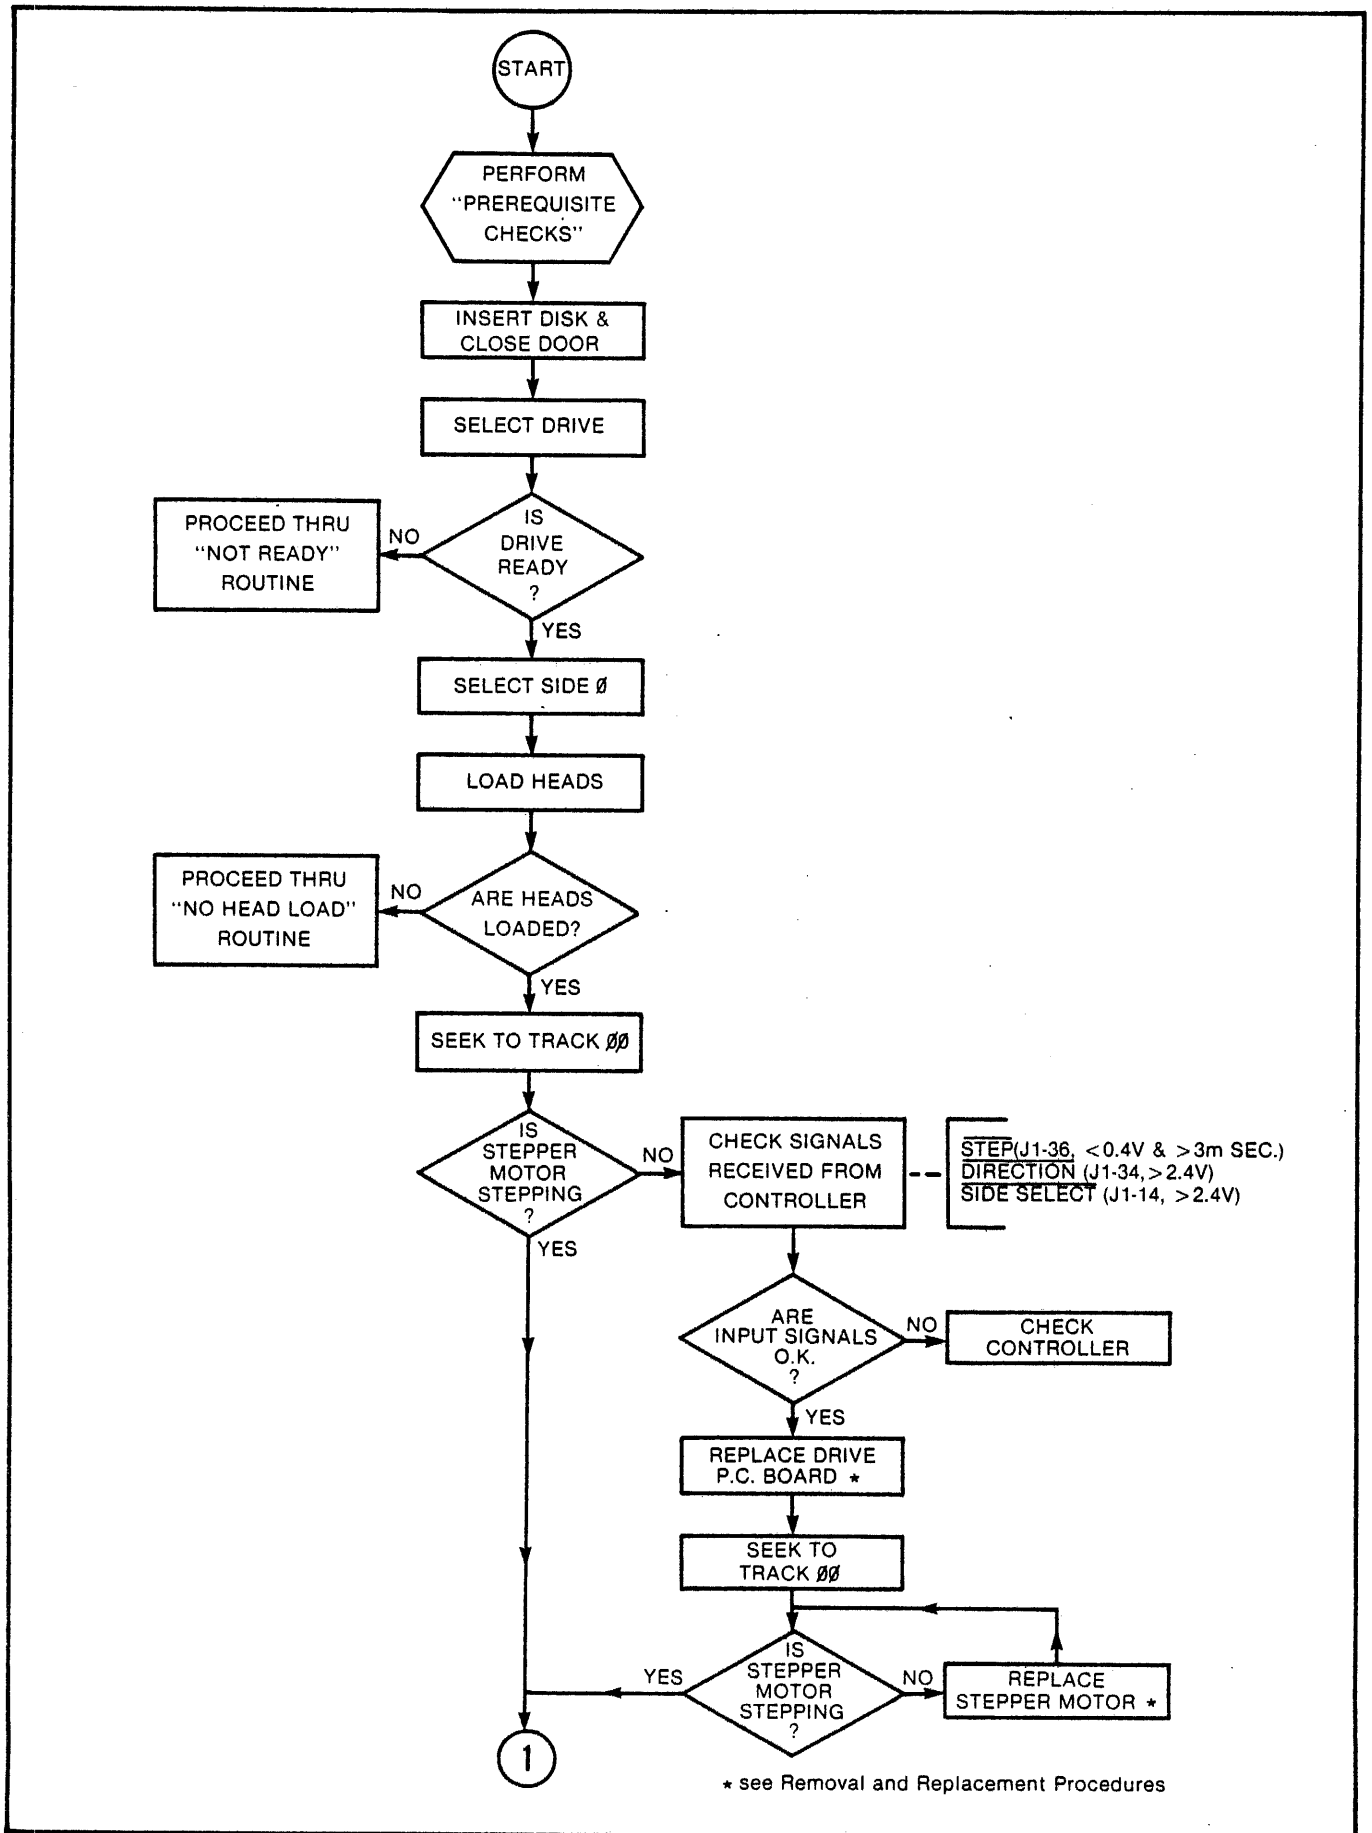 START
PERFORM
"PREREQUISITE
CHECKS"
INSERT DISK &
CLOSE DOOR
SELECT DRIVE
IS
DRIVE
READY
?
NO
PROCEED THRU
"NOT READY"
ROUTINE
YES
SELECT SIDE Ø
LOAD HEADS
ARE HEADS
LOADED?
NO
PROCEED THRU
"NO HEAD LOAD"
ROUTINE
YES
SEEK TO TRACK ØØ
IS
STEPPER
MOTOR
STEPPING
?
NO
CHECK SIGNALS
RECEIVED FROM
CONTROLLER
STEP(J1-36, <0.4V & >3m SEC.)
DIRECTION (J1-34,>2.4V)
SIDE SELECT (J1-14, >2.4V)
YES
ARE
INPUT SIGNALS
O.K.
?
NO
CHECK
CONTROLLER
YES
REPLACE DRIVE
P.C. BOARD *
SEEK TO
TRACK ØØ
IS
STEPPER
MOTOR
STEPPING
?
YES
NO
REPLACE
STEPPER MOTOR *
1
* see Removal and Replacement Procedures